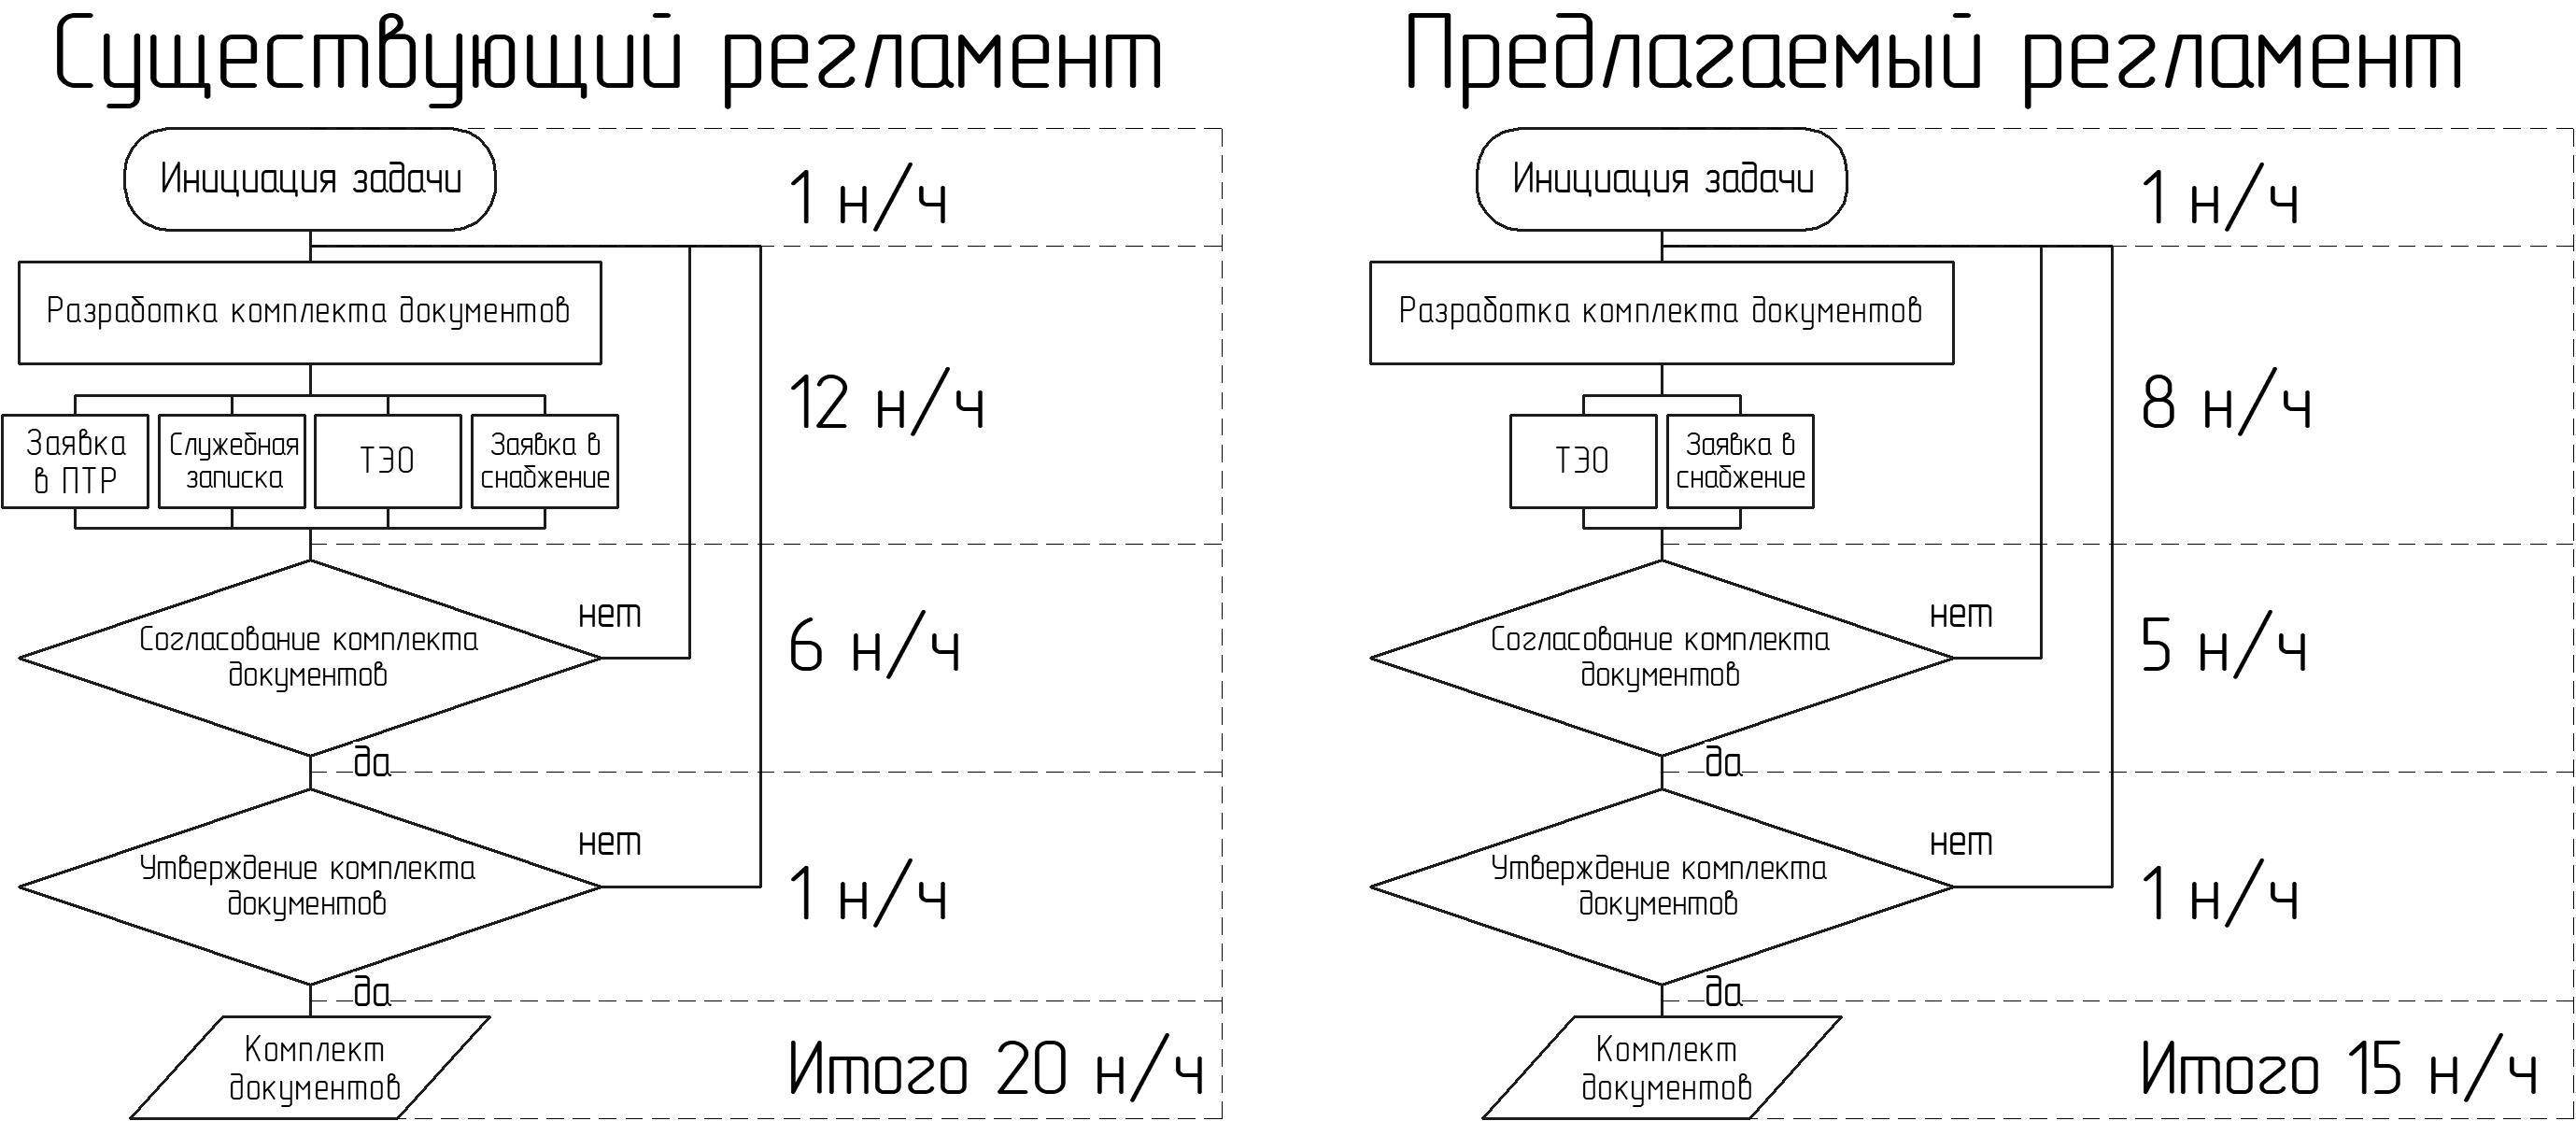 Существующий регламент
Инициация задачи
1 н/ч
Разработка комплекта документов
12 н/ч
Заявка
в ПТР
Служебная
записка
ТЭО
Заявка в
снабжение
Согласование комплекта
документов
нет
6 н/ч
да
Утверждение комплекта
документов
нет
1 н/ч
да
Комплект
документов
Итого 20 н/ч
Предлагаемый регламент
Инициация задачи
1 н/ч
Разработка комплекта документов
8 н/ч
ТЭО
Заявка в
снабжение
Согласование комплекта
документов
нет
5 н/ч
да
Утверждение комплекта
документов
нет
1 н/ч
да
Комплект
документов
Итого 15 н/ч